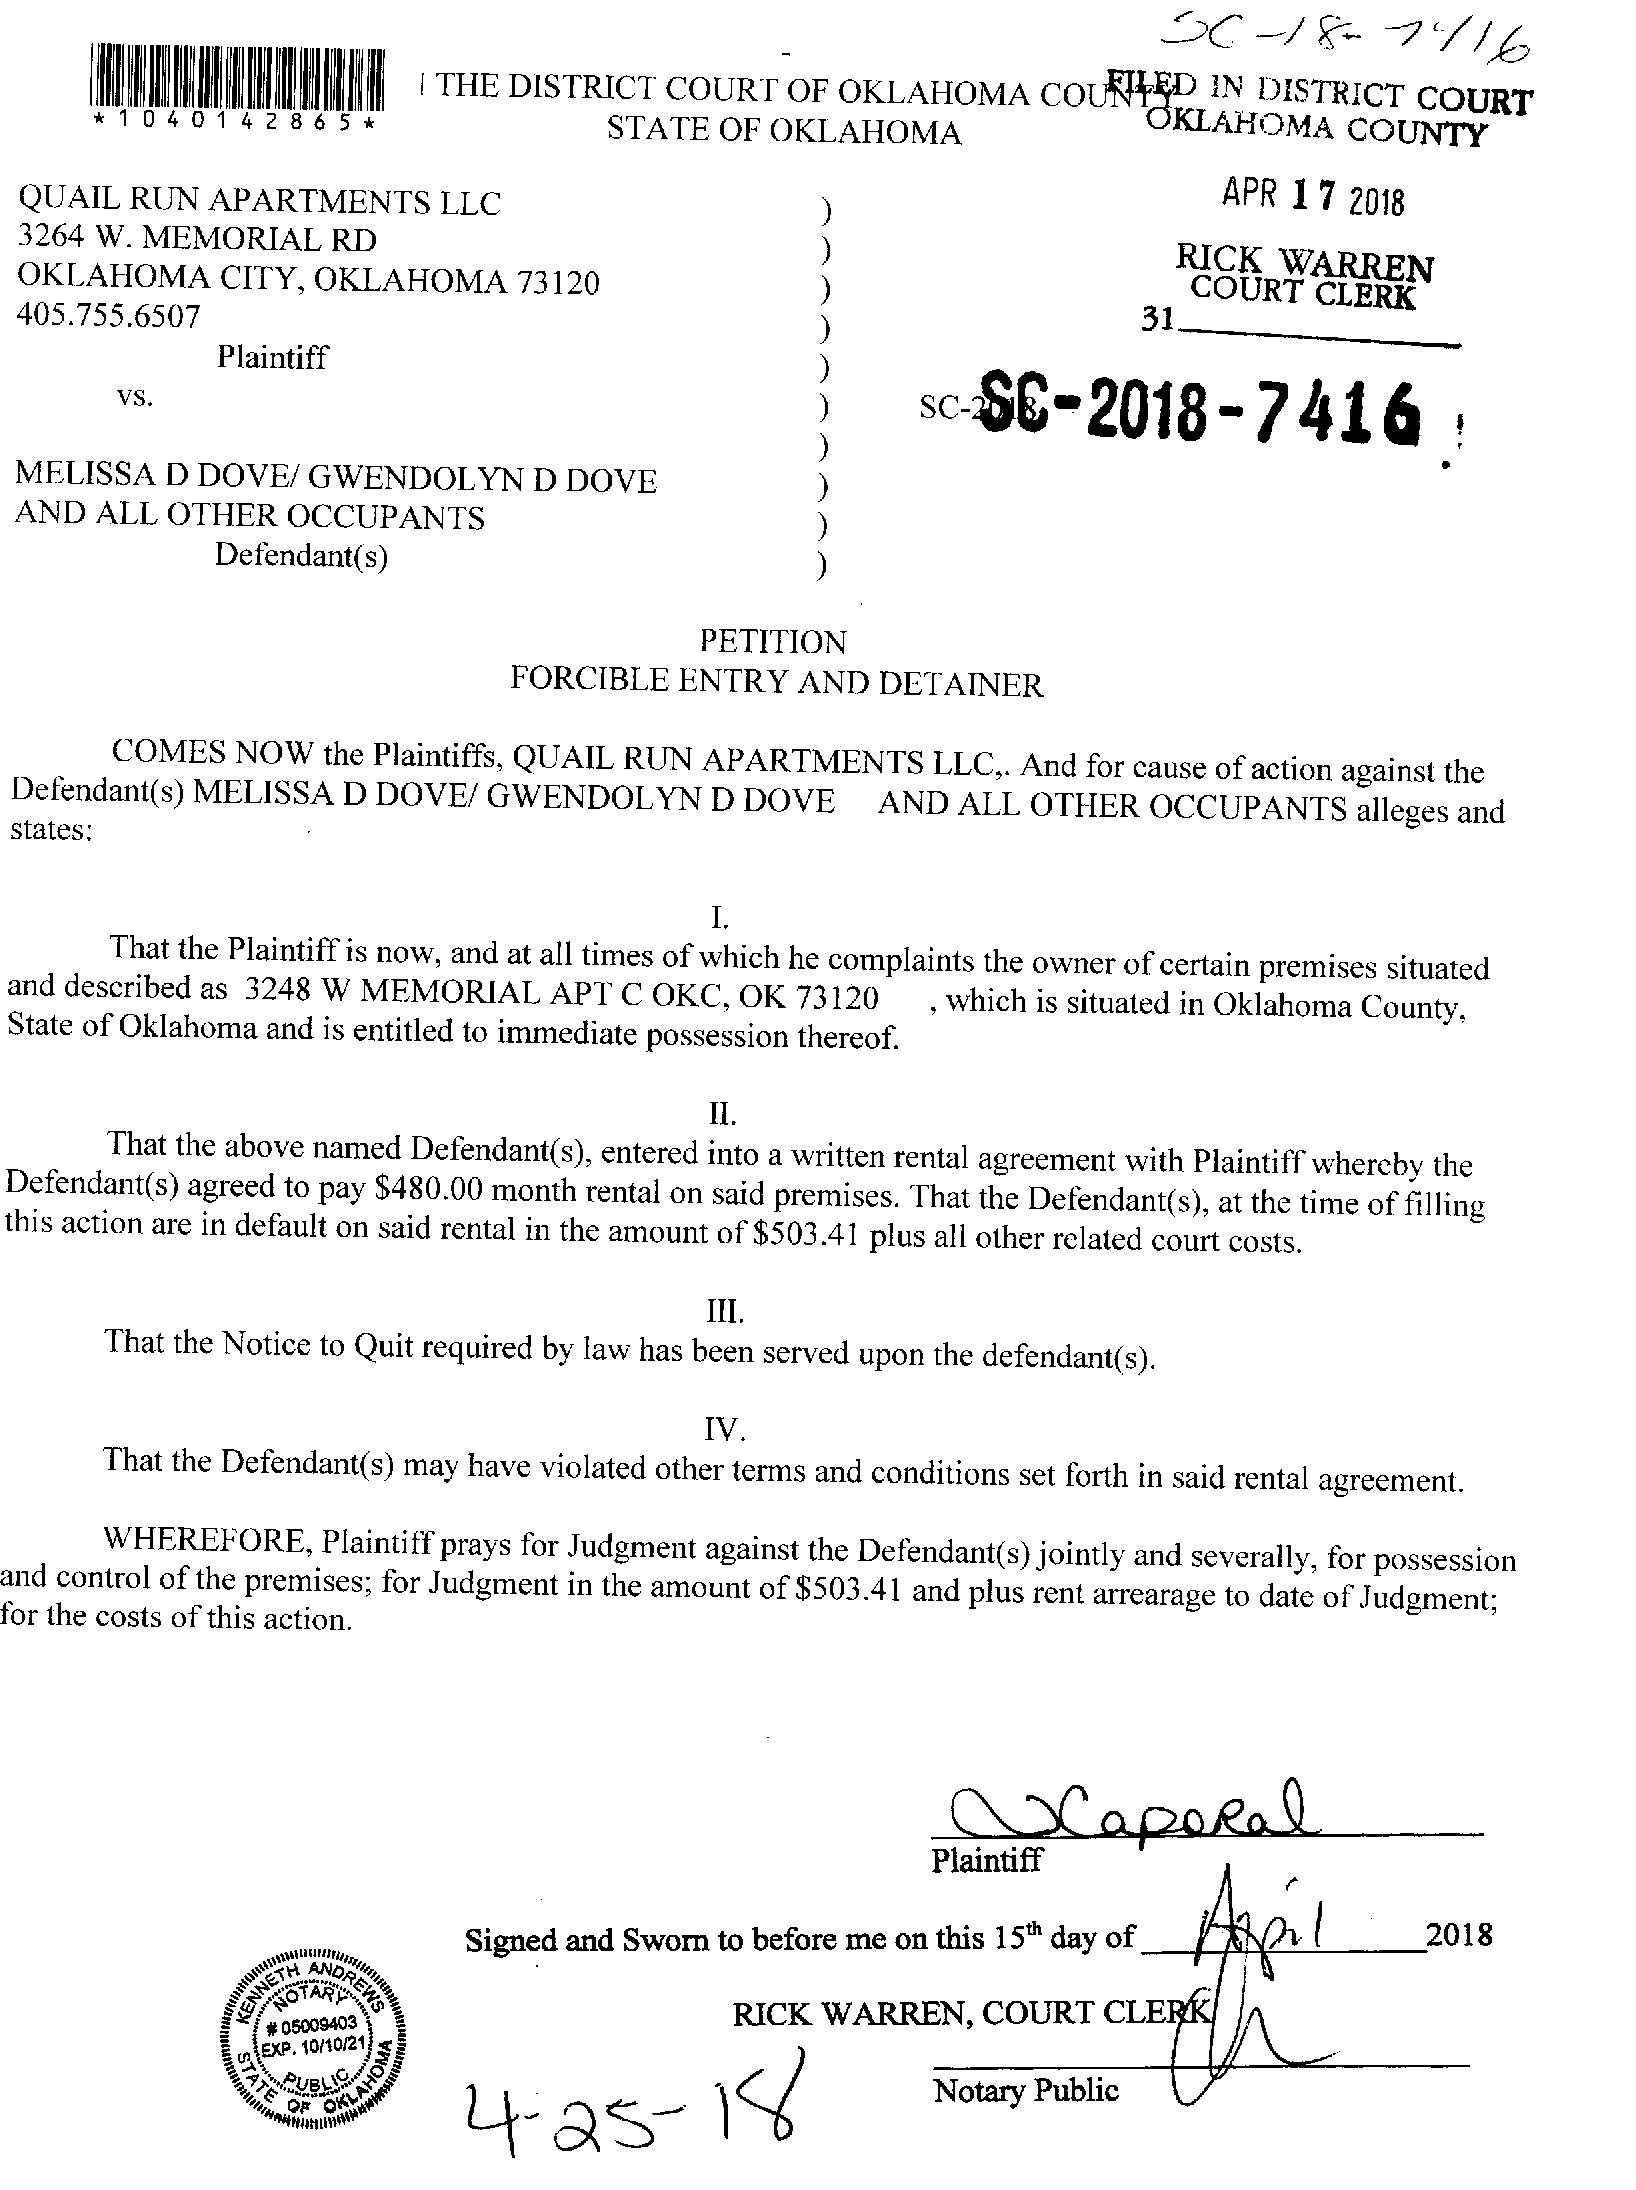 SC-18-7416
*1040142865*
I THE DISTRICT COURT OF OKLAHOMA COUNTY
STATE OF OKLAHOMA
FILED IN DISTRICT COURT
OKLAHOMA COUNTY
APR 17 2018
RICK WARREN
COURT CLERK
31
QUAIL RUN APARTMENTS LLC )
3264 W. MEMORIAL RD )
OKLAHOMA CITY, OKLAHOMA 73120 )
405.755.6507 )
Plaintiff )
vs. ) SC-2018 SC-2018-7416
)
MELISSA D DOVE/ GWENDOLYN D DOVE )
AND ALL OTHER OCCUPANTS )
Defendant(s) )
PETITION
FORCIBLE ENTRY AND DETAINER
COMES NOW the Plaintiffs, QUAIL RUN APARTMENTS LLC,. And for cause of action against the
Defendant(s) MELISSA D DOVE/ GWENDOLYN D DOVE AND ALL OTHER OCCUPANTS alleges and
states:
I.
That the Plaintiff is now, and at all times of which he complaints the owner of certain premises situated
and described as 3248 W MEMORIAL APT C OKC, OK 73120 , which is situated in Oklahoma County,
State of Oklahoma and is entitled to immediate possession thereof.
II.
That the above named Defendant(s), entered into a written rental agreement with Plaintiff whereby the
Defendant(s) agreed to pay $480.00 month rental on said premises. That the Defendant(s), at the time of filling
this action are in default on said rental in the amount of $503.41 plus all other related court costs.
III.
That the Notice to Quit required by law has been served upon the defendant(s).
IV.
That the Defendant(s) may have violated other terms and conditions set forth in said rental agreement.
WHEREFORE, Plaintiff prays for Judgment against the Defendant(s) jointly and severally, for possession
and control of the premises; for Judgment in the amount of $503.41 and plus rent arrearage to date of Judgment;
for the costs of this action.
Plaintiff
Signed and Sworn to before me on this 15th day of April 2018
RICK WARREN, COURT CLERK
Notary Public
KENNETH ANDREWS
NOTARY
# 05009403
EXP. 10/10/21
PUBLIC
STATE OF OKLAHOMA
4-25-18